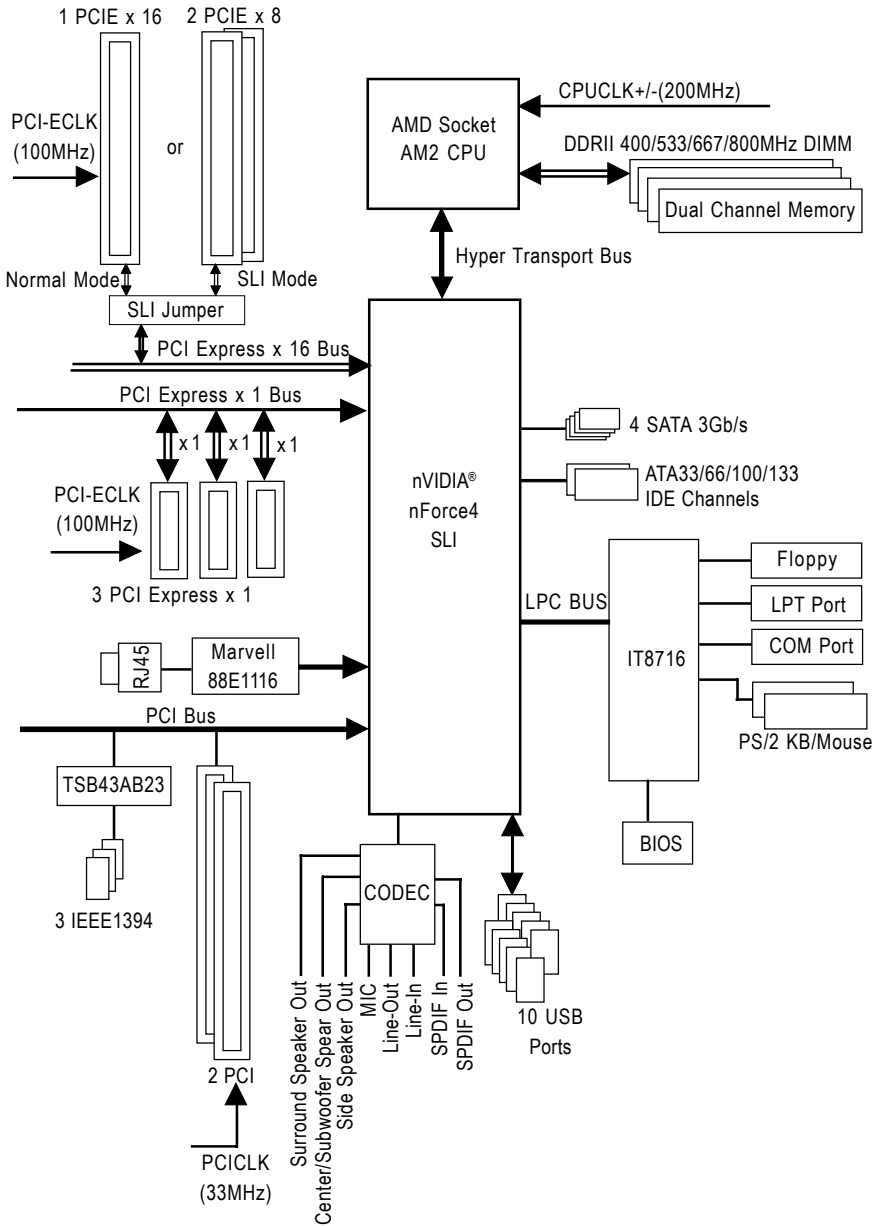 1 PCIE x 16
2 PCIE x 8
PCI-ECLK
(100MHz)
or
AMD Socket
AM2 CPU
CPUCLK+/-(200MHz)
DDRII 400/533/667/800MHz DIMM
Dual Channel Memory
Hyper Transport Bus
Normal Mode
SLI Mode
SLI Jumper
PCI Express x 16 Bus
PCI Express x 1 Bus
x1
x1
x1
PCI-ECLK
(100MHz)
3 PCI Express x 1
nVIDIA®
nForce4
SLI
4 SATA 3Gb/s
ATA33/66/100/133
IDE Channels
LPC BUS
IT8716
Floppy
LPT Port
COM Port
PS/2 KB/Mouse
BIOS
RJ45
Marvell
88E1116
PCI Bus
TSB43AB23
3 IEEE1394
2 PCI
PCICLK
(33MHz)
CODEC
Surround Speaker Out
Center/Subwoofer Spear Out
Side Speaker Out
MIC
Line-Out
Line-In
SPDIF In
SPDIF Out
10 USB
Ports